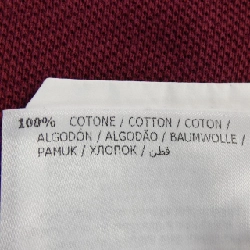 100% COTONE / COTTON / COTON /
ALGODÓN / ALGODÃO / BAUMWOLLE /
PAMUK / ХЛОПОК / قطن